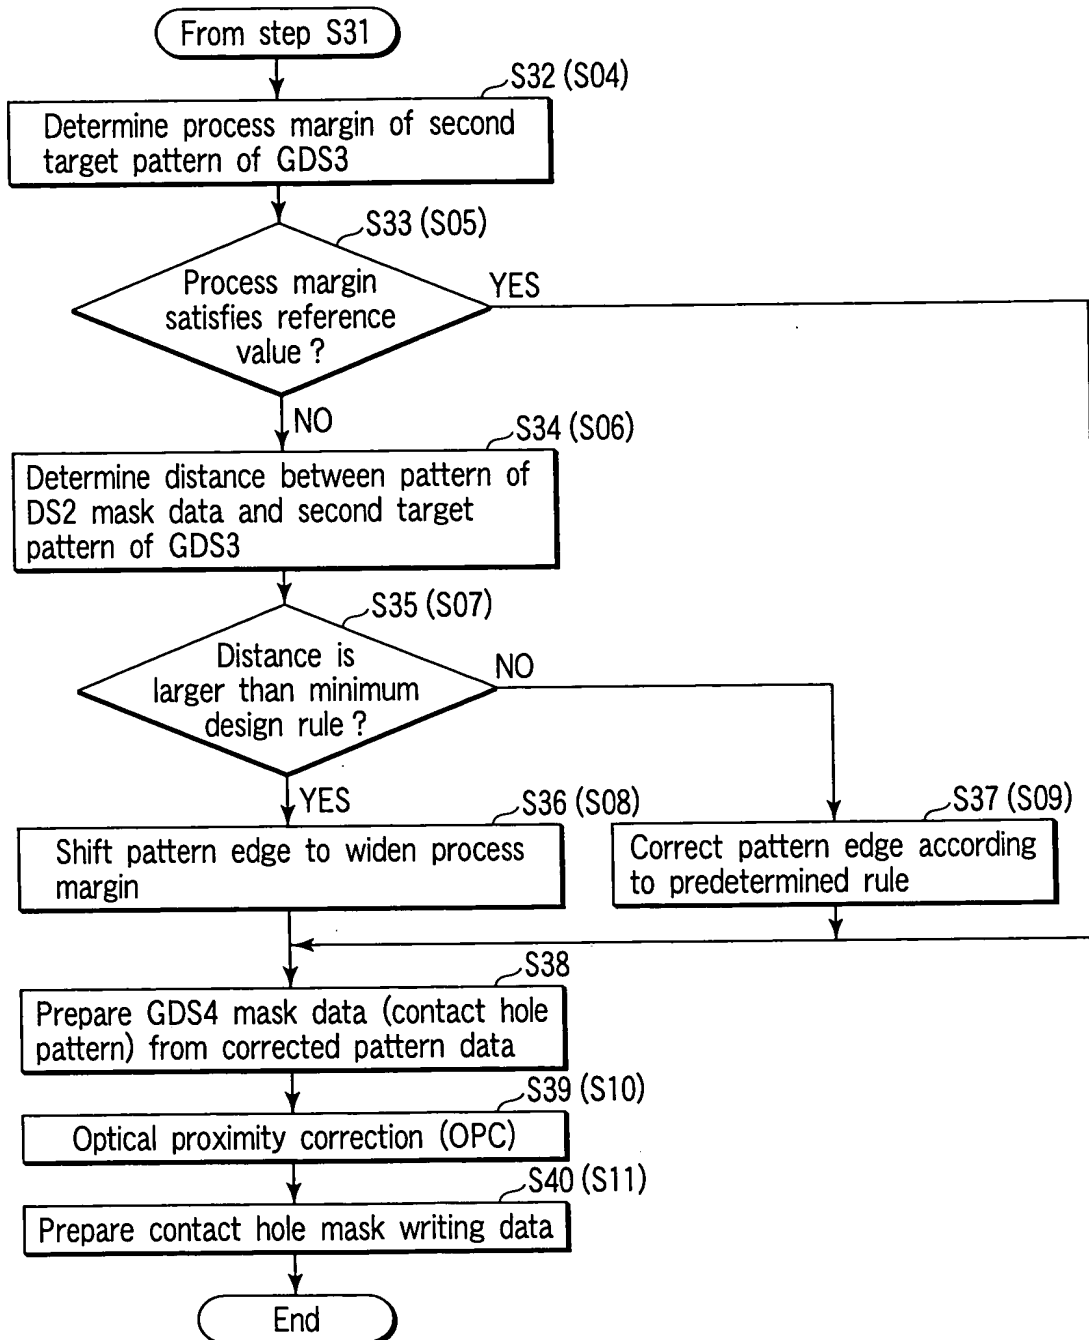 From step S31
S32 (S04)
Determine process margin of second
target pattern of GDS3
S33 (S05)
Process margin
satisfies reference
value ?
YES
NO
S34 (S06)
Determine distance between pattern of
DS2 mask data and second target
pattern of GDS3
S35 (S07)
Distance is
larger than minimum
design rule ?
NO
YES
S36 (S08)
Shift pattern edge to widen process
margin
S37 (S09)
Correct pattern edge according
to predetermined rule
S38
Prepare GDS4 mask data (contact hole
pattern) from corrected pattern data
S39 (S10)
Optical proximity correction (OPC)
S40 (S11)
Prepare contact hole mask writing data
End